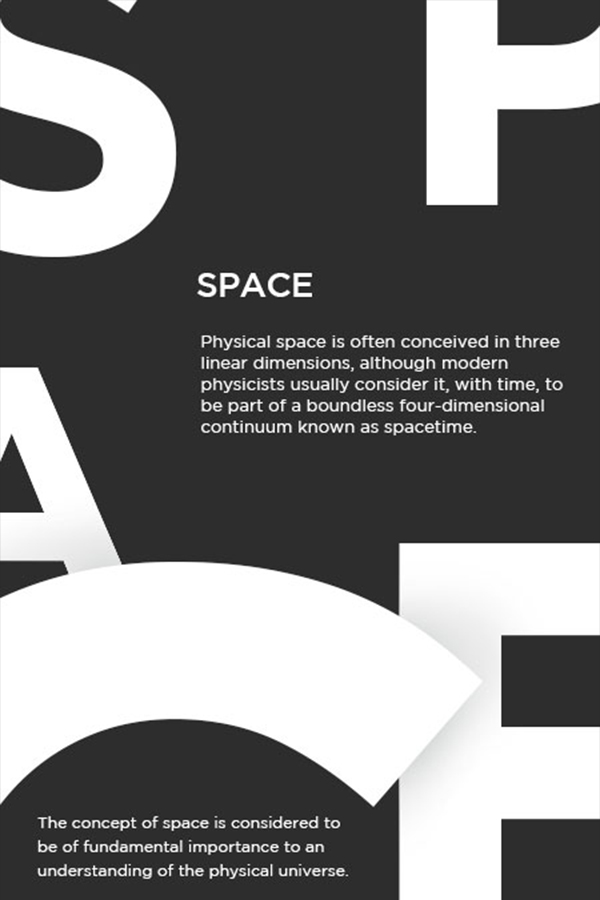 S P
SPACE
Physical space is often conceived in three
linear dimensions, although modern
physicists usually consider it, with time, to
be part of a boundless four-dimensional
continuum known as spacetime.
A
C E
The concept of space is considered to
be of fundamental importance to an
understanding of the physical universe.